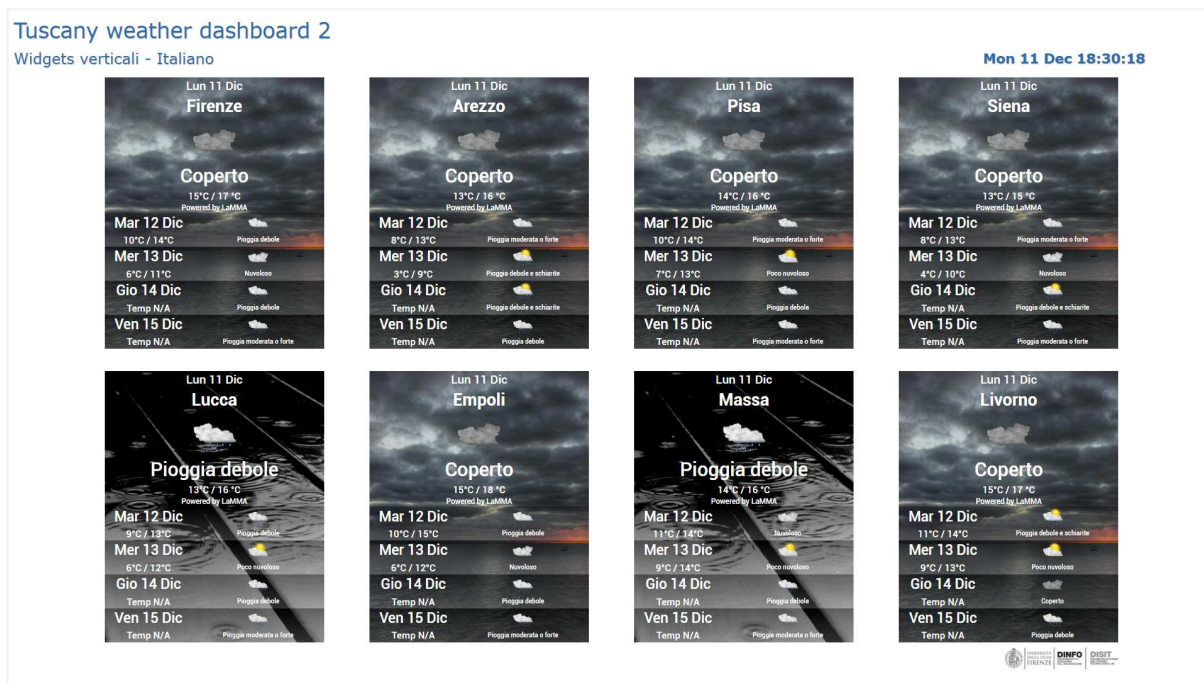 Tuscany weather dashboard 2
Widgets verticali - Italiano
Mon 11 Dec 18:30:18
Lun 11 Dic
Firenze
Coperto
15°C / 17 °C
Powered by LaMMA
Mar 12 Dic
10°C / 14°C
Pioggia debole
Mer 13 Dic
6°C / 11°C
Nuvoloso
Gio 14 Dic
Temp N/A
Pioggia debole
Ven 15 Dic
Temp N/A
Pioggia moderata o forte
Lun 11 Dic
Arezzo
Coperto
13°C / 16 °C
Powered by LaMMA
Mar 12 Dic
8°C / 13°C
Pioggia moderata o forte
Mer 13 Dic
3°C / 9°C
Pioggia debole e schiarite
Gio 14 Dic
Temp N/A
Pioggia debole e schiarite
Ven 15 Dic
Temp N/A
Pioggia debole
Lun 11 Dic
Pisa
Coperto
14°C / 16 °C
Powered by LaMMA
Mar 12 Dic
10°C / 14°C
Pioggia moderata o forte
Mer 13 Dic
7°C / 13°C
Poco nuvoloso
Gio 14 Dic
Temp N/A
Pioggia debole
Ven 15 Dic
Temp N/A
Pioggia moderata o forte
Lun 11 Dic
Siena
Coperto
13°C / 15 °C
Powered by LaMMA
Mar 12 Dic
8°C / 13°C
Pioggia moderata o forte
Mer 13 Dic
4°C / 10°C
Nuvoloso
Gio 14 Dic
Temp N/A
Pioggia debole e schiarite
Ven 15 Dic
Temp N/A
Pioggia moderata o forte
Lun 11 Dic
Lucca
Pioggia debole
13°C / 16 °C
Powered by LaMMA
Mar 12 Dic
9°C / 13°C
Pioggia debole
Mer 13 Dic
6°C / 12°C
Poco nuvoloso
Gio 14 Dic
Temp N/A
Pioggia debole
Ven 15 Dic
Temp N/A
Pioggia moderata o forte
Lun 11 Dic
Empoli
Coperto
15°C / 18 °C
Powered by LaMMA
Mar 12 Dic
10°C / 15°C
Pioggia debole
Mer 13 Dic
6°C / 12°C
Nuvoloso
Gio 14 Dic
Temp N/A
Pioggia debole
Ven 15 Dic
Temp N/A
Pioggia moderata o forte
Lun 11 Dic
Massa
Pioggia debole
14°C / 16 °C
Powered by LaMMA
Mar 12 Dic
11°C / 14°C
Nuvoloso
Mer 13 Dic
9°C / 14°C
Poco nuvoloso
Gio 14 Dic
Temp N/A
Pioggia debole
Ven 15 Dic
Temp N/A
Pioggia moderata o forte
Lun 11 Dic
Livorno
Coperto
15°C / 17 °C
Powered by LaMMA
Mar 12 Dic
11°C / 14°C
Pioggia debole e schiarite
Mer 13 Dic
9°C / 13°C
Poco nuvoloso
Gio 14 Dic
Temp N/A
Coperto
Ven 15 Dic
Temp N/A
Pioggia debole
UNIVERSITÀ
DEGLI STUDI
FIRENZE
DINFO
DISIT